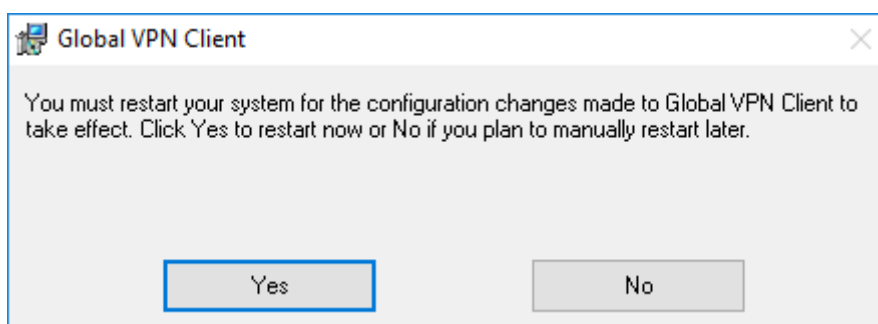 Global VPN Client
You must restart your system for the configuration changes made to Global VPN Client to
take effect. Click Yes to restart now or No if you plan to manually restart later.
Yes
No